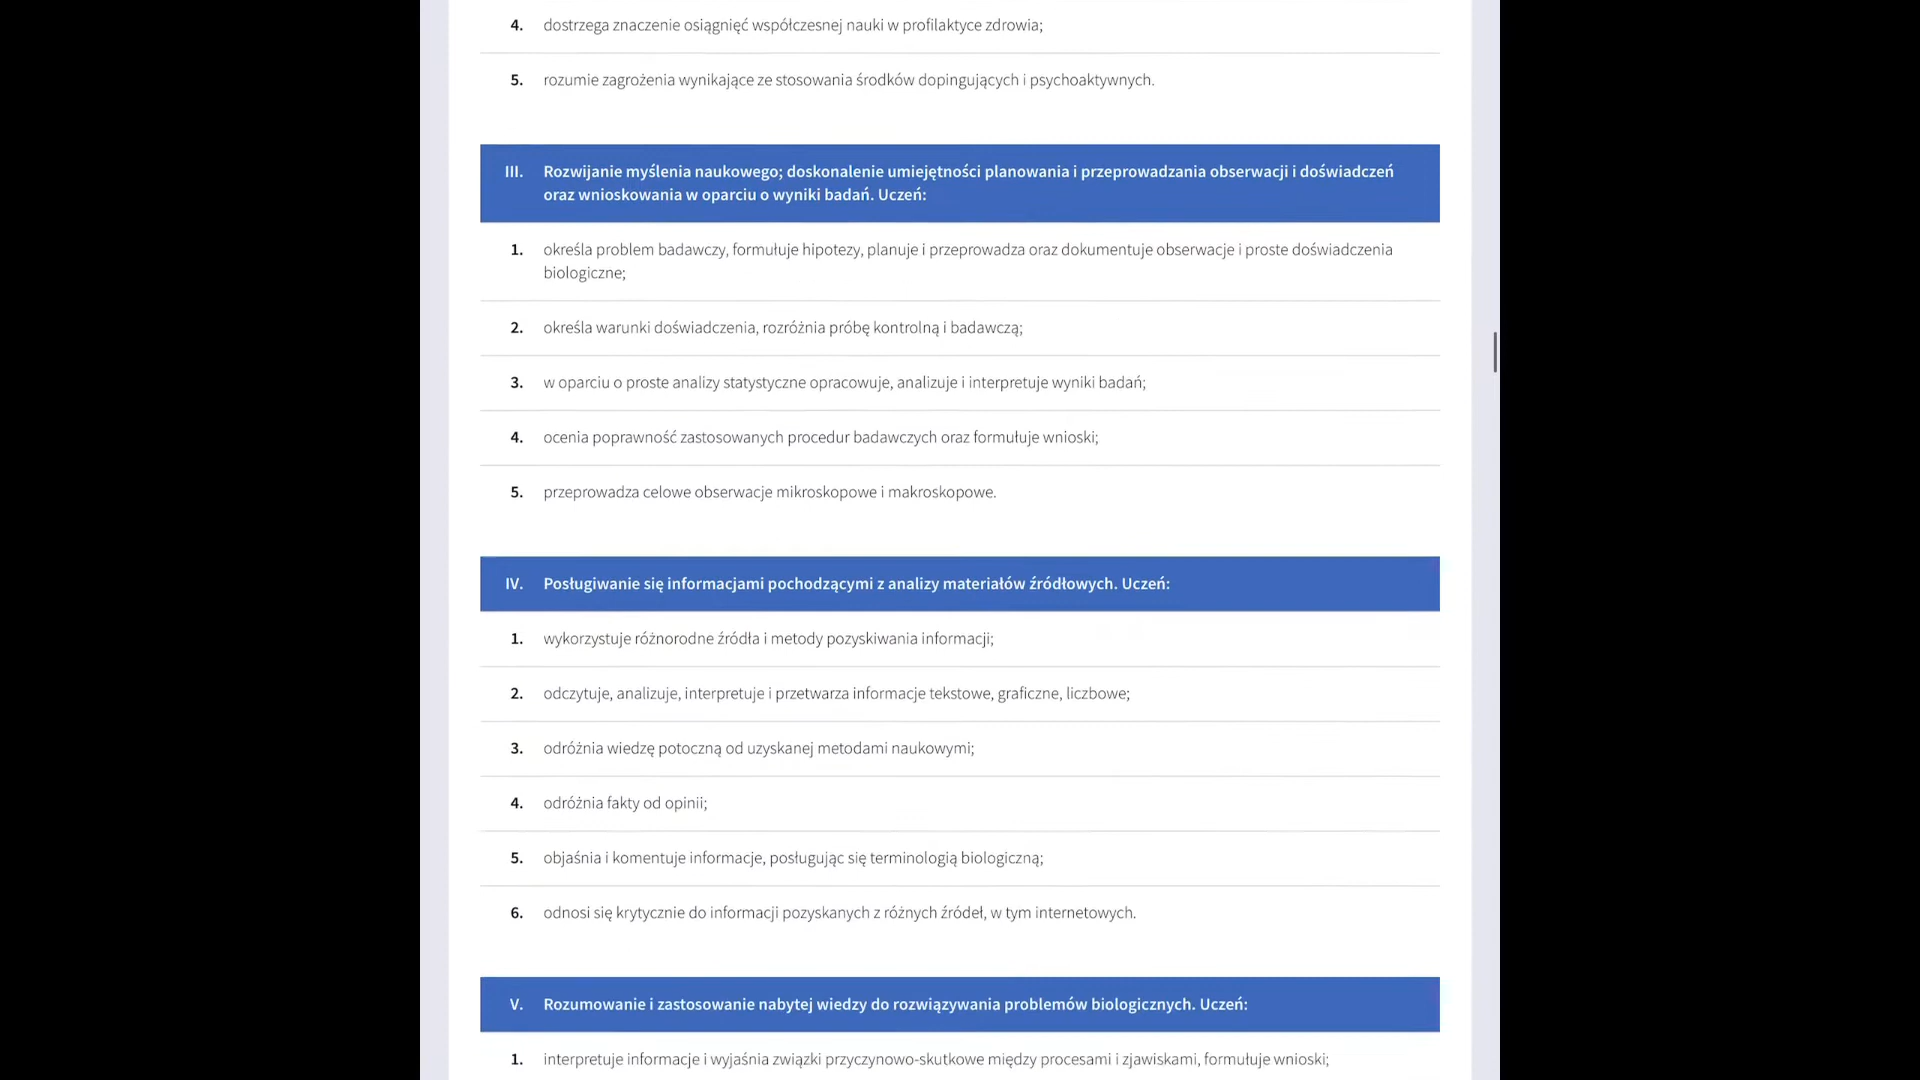 4. dostrzega znaczenie osiągnięć współczesnej nauki w profilaktyce zdrowia;
5. rozumie zagrożenia wynikające ze stosowania środków dopingujących i psychoaktywnych.
III. Rozwijanie myślenia naukowego; doskonalenie umiejętności planowania i przeprowadzania obserwacji i doświadczeń
oraz wnioskowania w oparciu o wyniki badań. Uczeń:
1. określa problem badawczy, formułuje hipotezy, planuje i przeprowadza oraz dokumentuje obserwacje i proste doświadczenia
biologiczne;
2. określa warunki doświadczenia, rozróżnia próbę kontrolną i badawczą;
3. w oparciu o proste analizy statystyczne opracowuje, analizuje i interpretuje wyniki badań;
4. ocenia poprawność zastosowanych procedur badawczych oraz formułuje wnioski;
5. przeprowadza celowe obserwacje mikroskopowe i makroskopowe.
IV. Posługiwanie się informacjami pochodzącymi z analizy materiałów źródłowych. Uczeń:
1. wykorzystuje różnorodne źródła i metody pozyskiwania informacji;
2. odczytuje, analizuje, interpretuje i przetwarza informacje tekstowe, graficzne, liczbowe;
3. odróżnia wiedzę potoczną od uzyskanej metodami naukowymi;
4. odróżnia fakty od opinii;
5. objaśnia i komentuje informacje, posługując się terminologią biologiczną;
6. odnosi się krytycznie do informacji pozyskanych z różnych źródeł, w tym internetowych.
V. Rozumowanie i zastosowanie nabytej wiedzy do rozwiązywania problemów biologicznych. Uczeń:
1. interpretuje informacje i wyjaśnia związki przyczynowo-skutkowe między procesami i zjawiskami, formułuje wnioski;